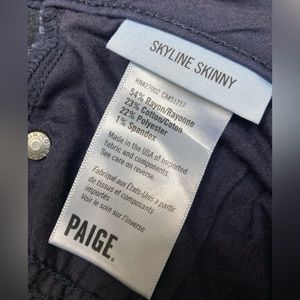 SKYLINE SKINNY
54% Rayon/Rayonne
23% Cotton/Coton
22% Polyester
1% Spandex
Made in the USA of Imported
fabric and components.
See care on reverse.
Fabriqué aux États-Unis à partir
de tissus et composants
importés.
Voir le soin sur l'inverse.
PAIGE.